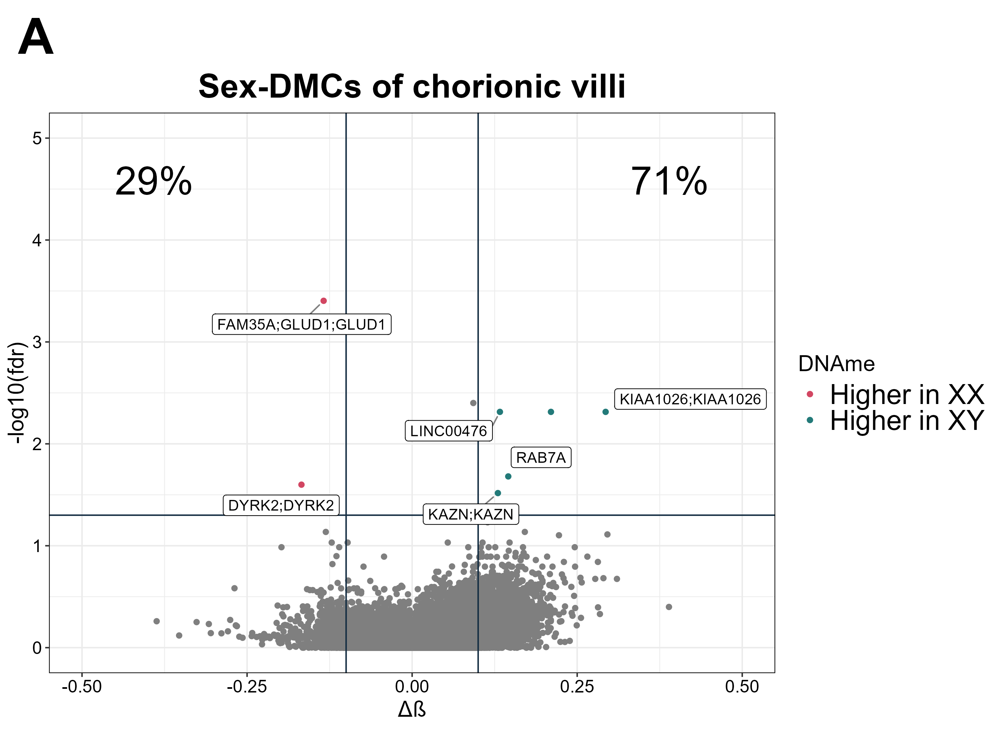 A
Sex-DMCs of chorionic villi
5
4
3
2
1
0
-log10(fdr)
29%
71%
FAM35A;GLUD1;GLUD1
KIAA1026;KIAA1026
LINC00476
RAB7A
DYRK2;DYRK2
KAZN;KAZN
-0.50
-0.25
0.00
0.25
0.50
Δß
DNAme
Higher in XX
Higher in XY